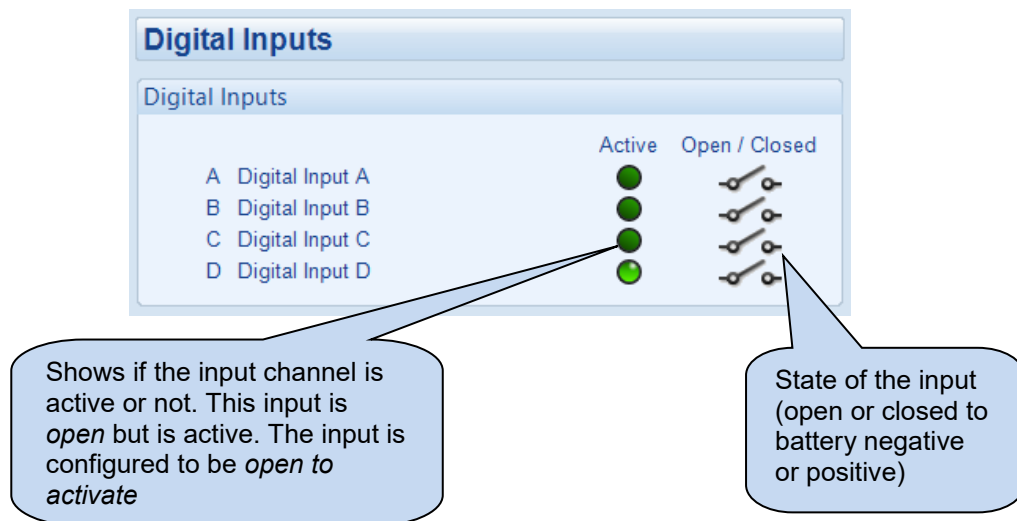 Digital Inputs
Digital Inputs
Active Open / Closed
A Digital Input A
B Digital Input B
C Digital Input C
D Digital Input D
Shows if the input channel is
active or not. This input is
open but is active. The input is
configured to be open to
activate
State of the input
(open or closed to
battery negative
or positive)